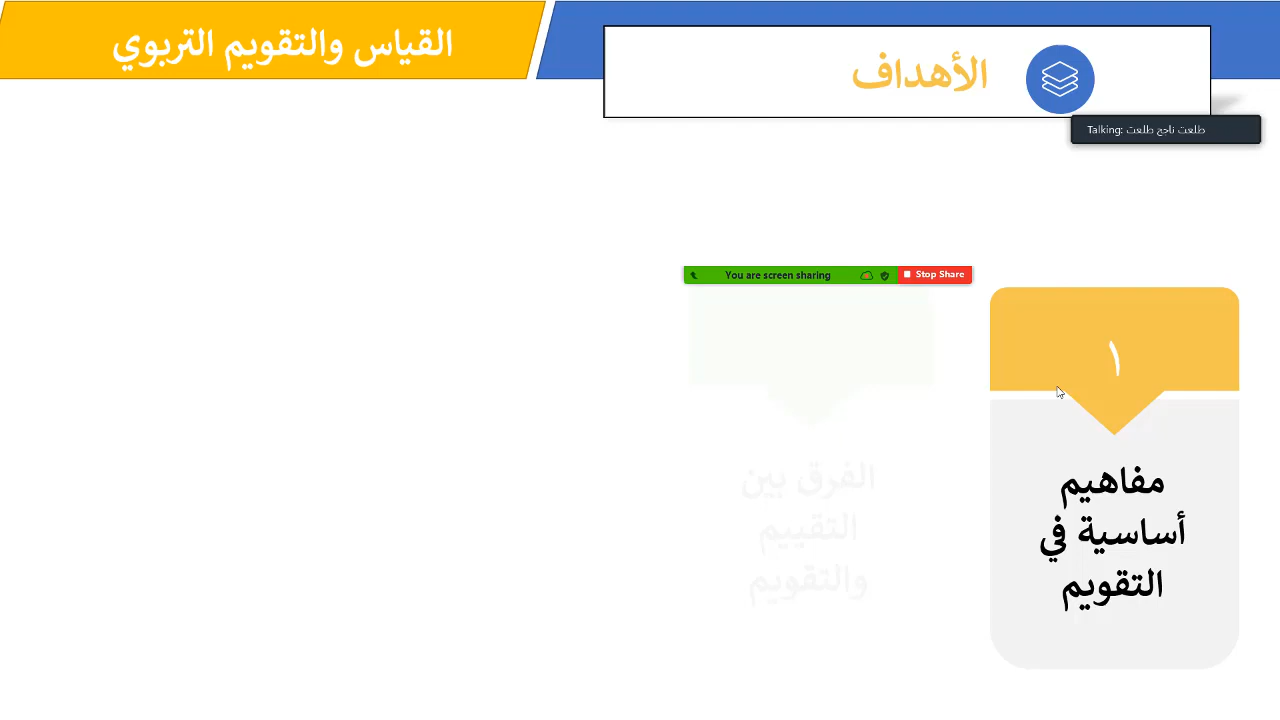 القياس والتقويم التربوي
الأهداف
Talking: طلعت ناجح طلعت
You are screen sharing
Stop Share
١
مفاهيم
أساسية في
التقويم
الفرق بين
التقييم
والتقويم